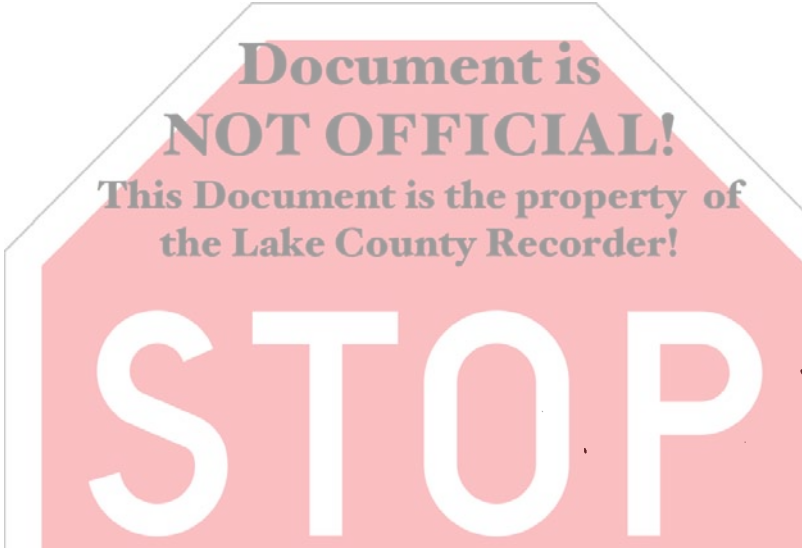 Document is
NOT OFFICIAL!
This Document is the property of
the Lake County Recorder!
STOP